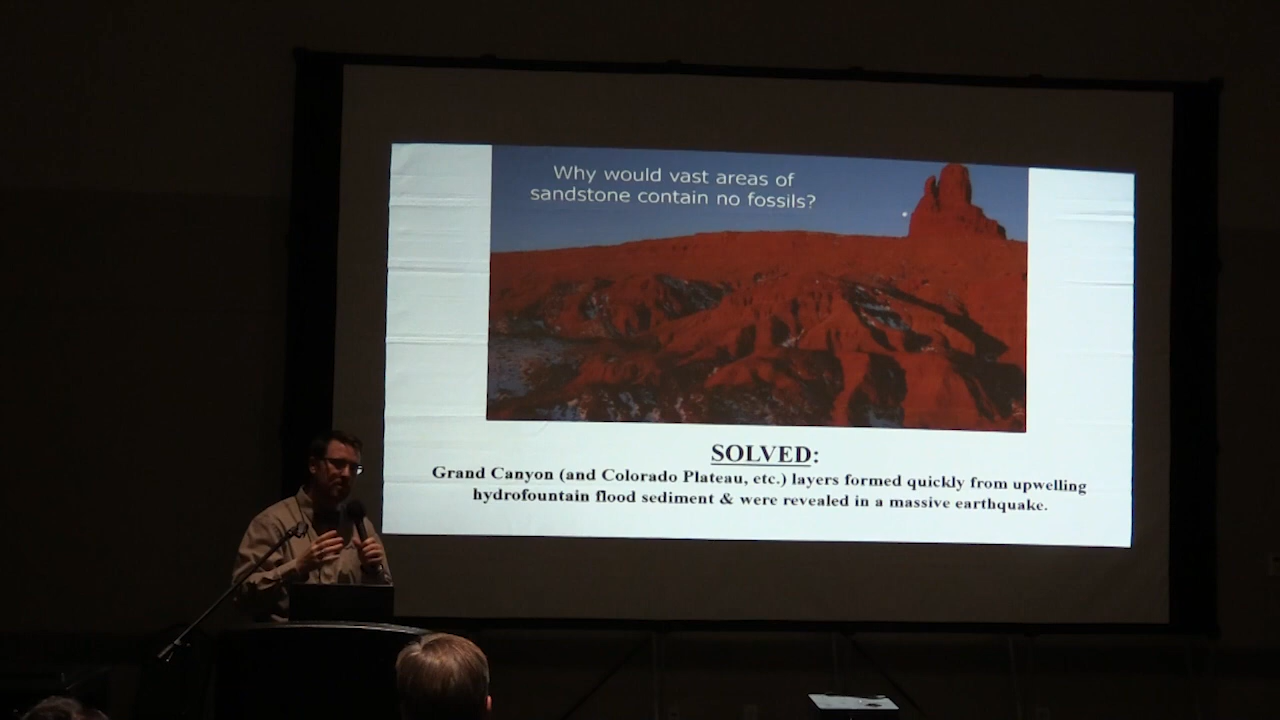 Why would vast areas of
sandstone contain no fossils?
SOLVED:
Grand Canyon (and Colorado Plateau, etc.) layers formed quickly from upwelling
hydrofountain flood sediment & were revealed in a massive earthquake.